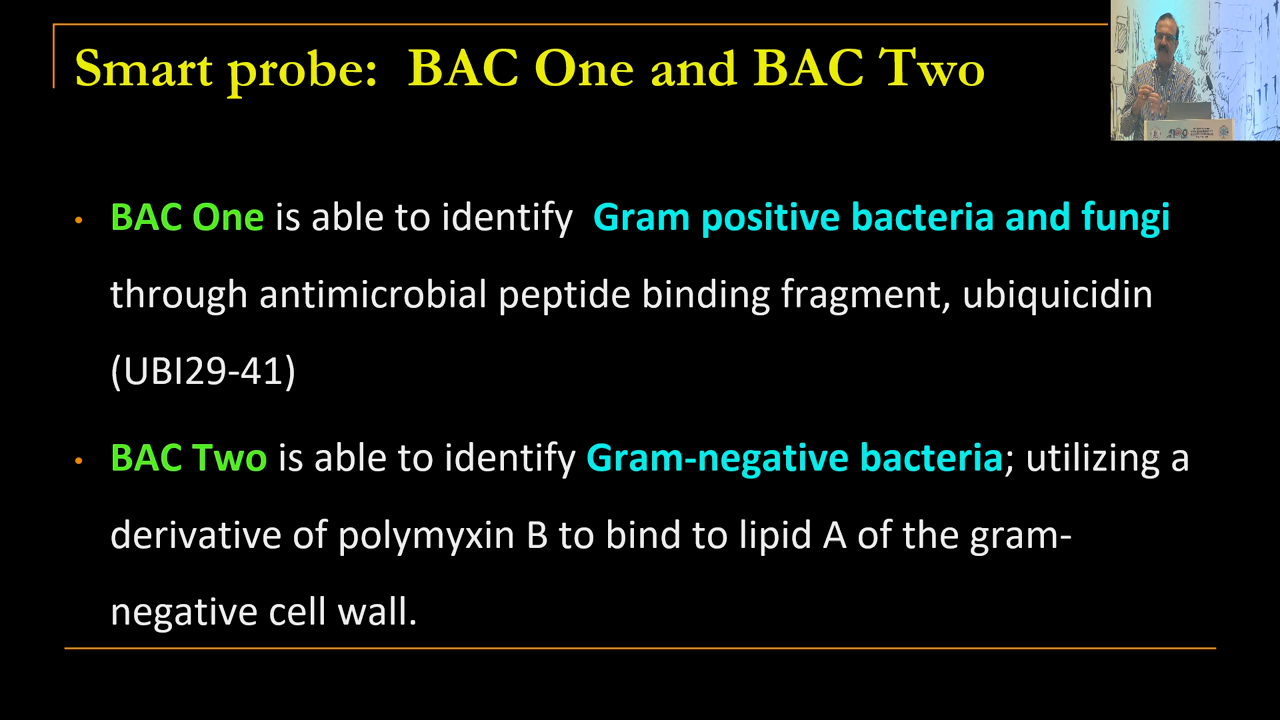 Smart probe: BAC One and BAC Two
• BAC One is able to identify Gram positive bacteria and fungi
through antimicrobial peptide binding fragment, ubiquicidin
(UBI29-41)
• BAC Two is able to identify Gram-negative bacteria; utilizing a
derivative of polymyxin B to bind to lipid A of the gram-
negative cell wall.